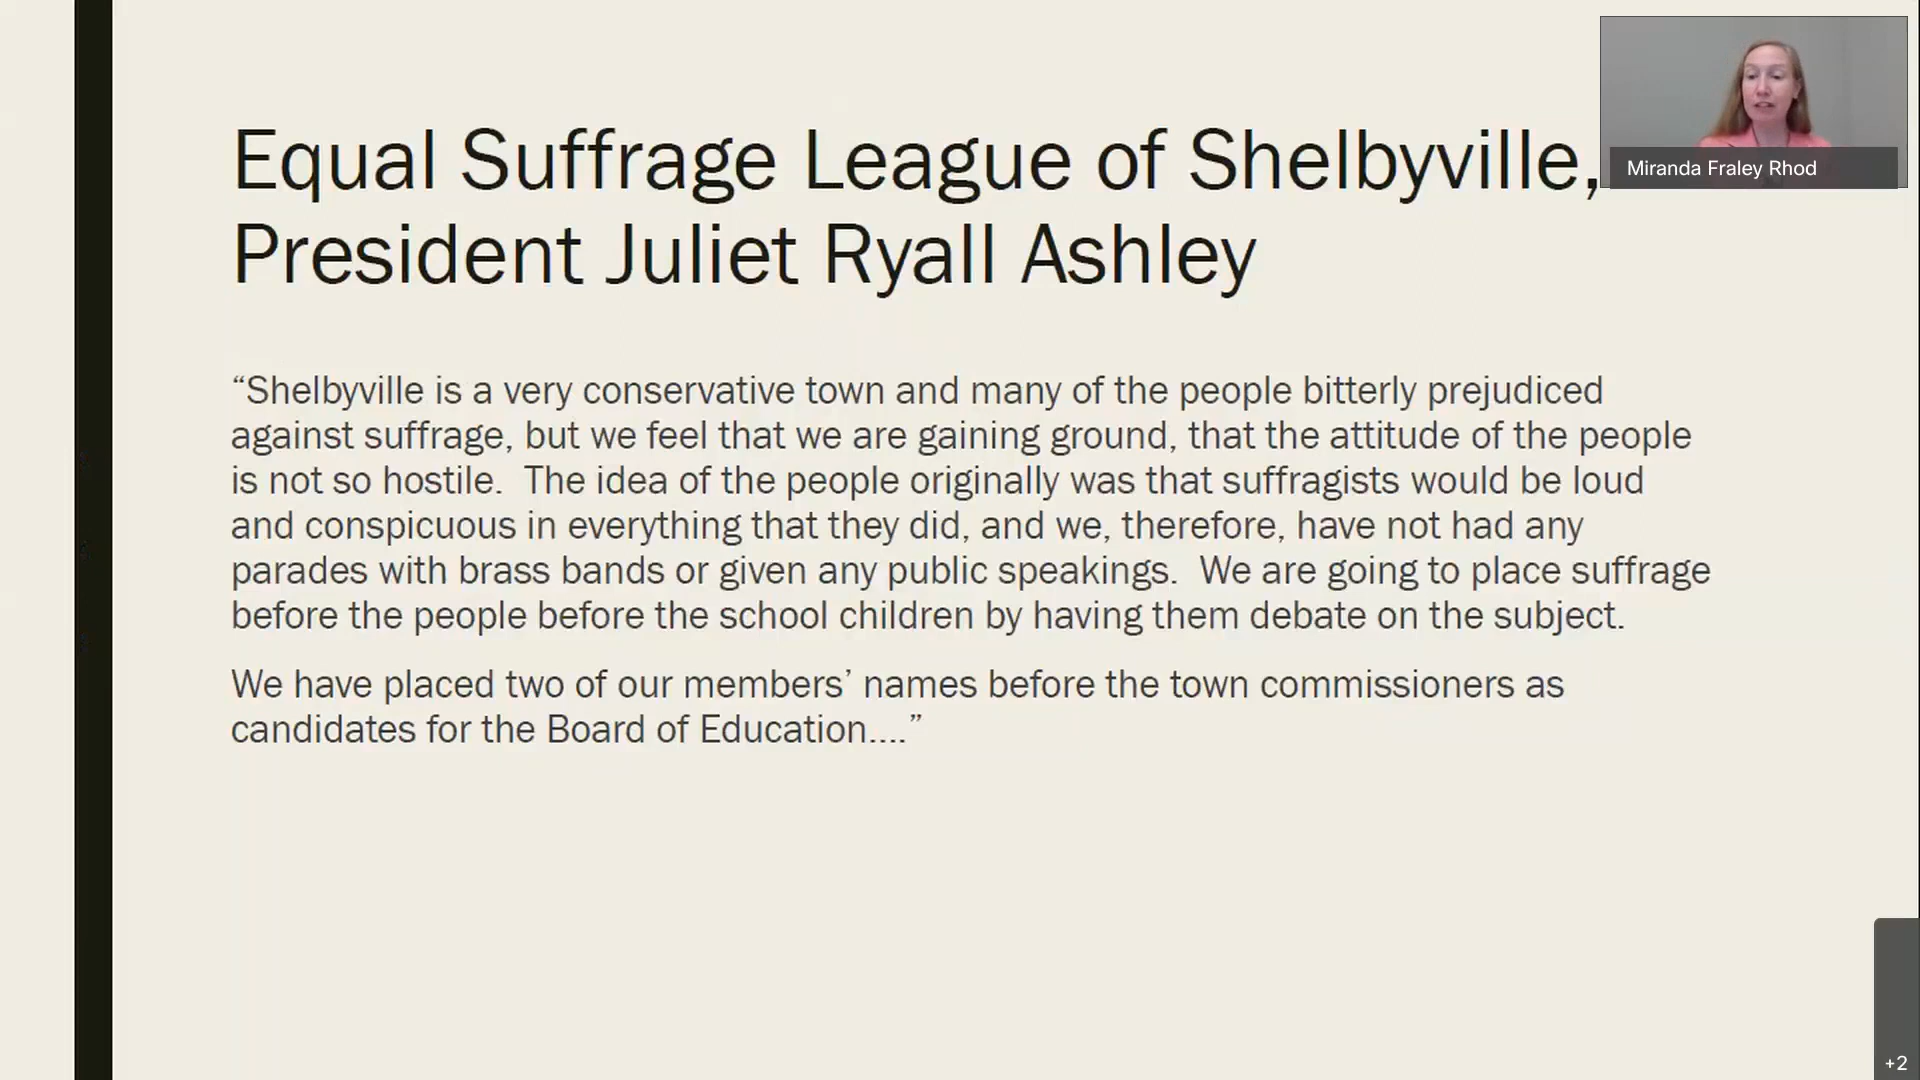 Equal Suffrage League of Shelbyville,
President Juliet Ryall Ashley
Miranda Fraley Rhod
“Shelbyville is a very conservative town and many of the people bitterly prejudiced
against suffrage, but we feel that we are gaining ground, that the attitude of the people
is not so hostile.  The idea of the people originally was that suffragists would be loud
and conspicuous in everything that they did, and we, therefore, have not had any
parades with brass bands or given any public speakings.  We are going to place suffrage
before the people before the school children by having them debate on the subject.
We have placed two of our members’ names before the town commissioners as
candidates for the Board of Education….”
+2